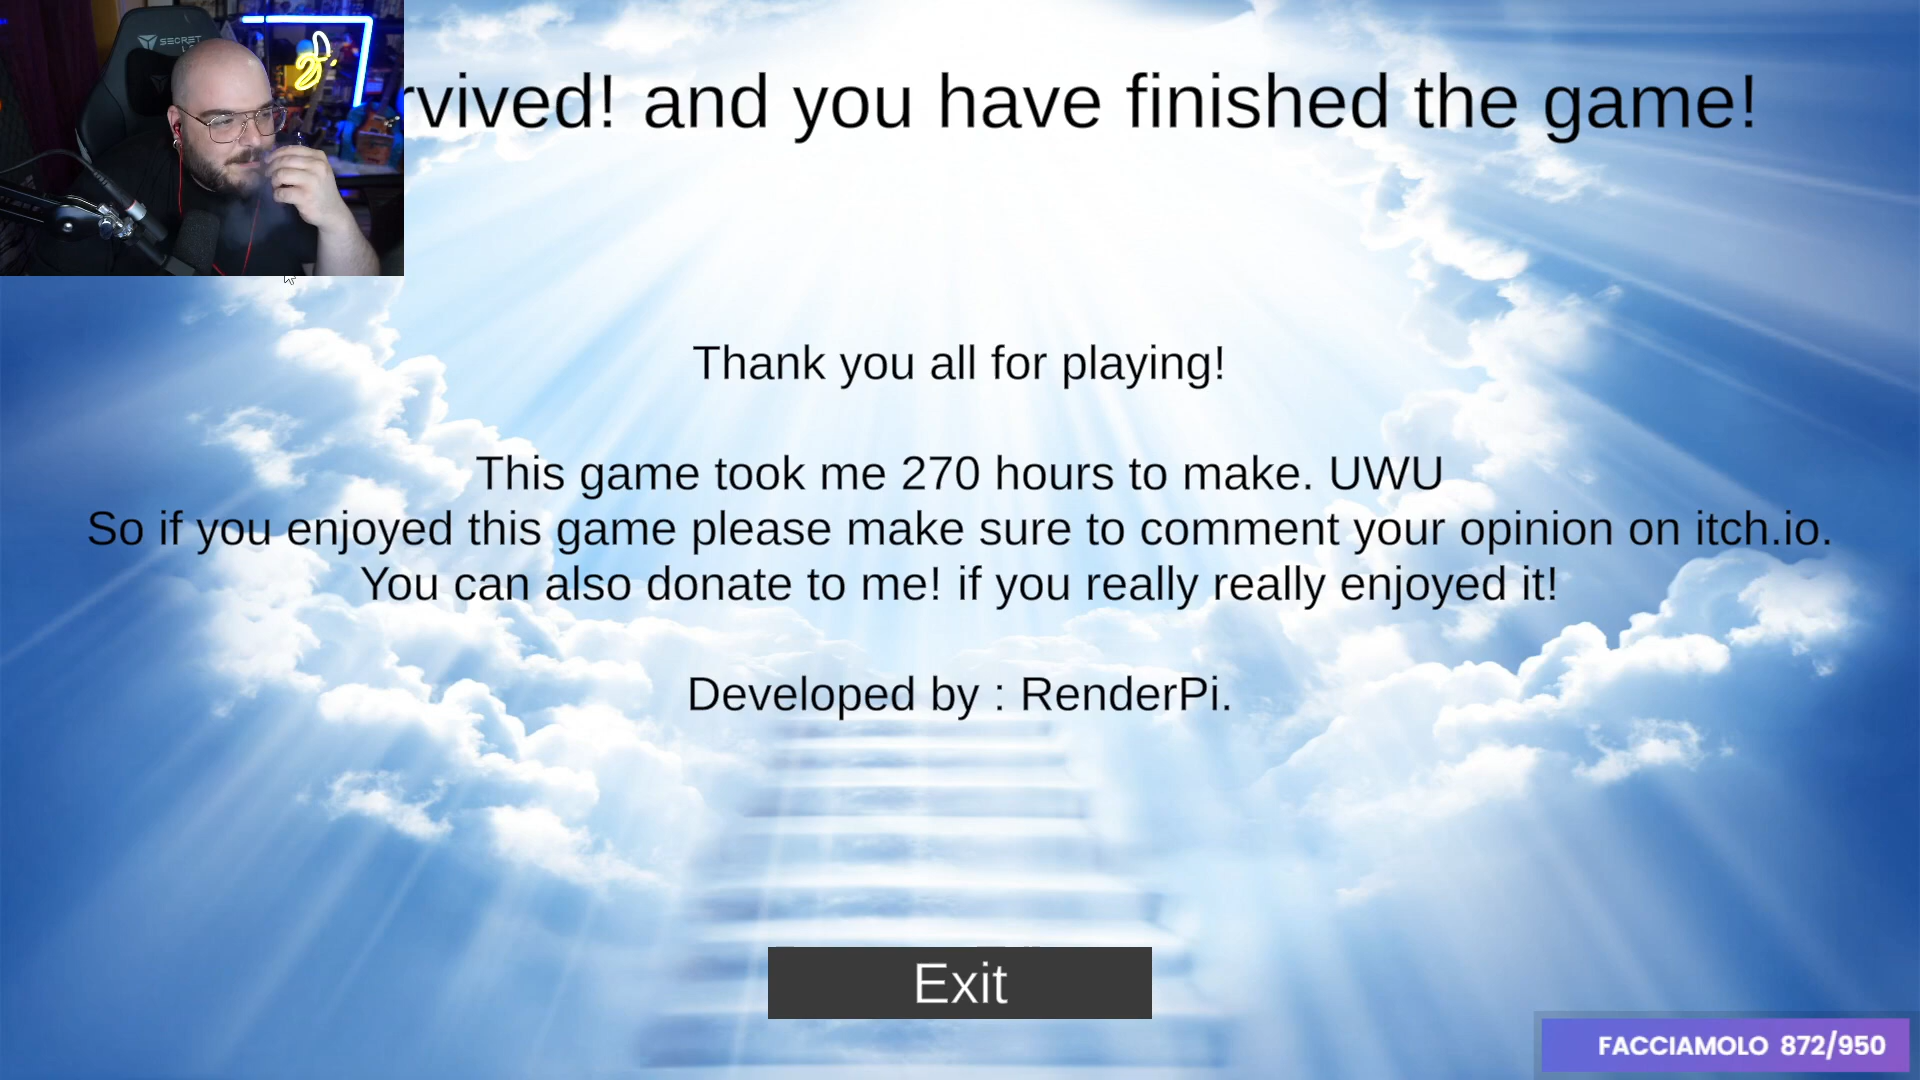 SECRET
rvived! and you have finished the game!
Thank you all for playing!
This game took me 270 hours to make. UWU
So if you enjoyed this game please make sure to comment your opinion on itch.io.
You can also donate to me! if you really really enjoyed it!
Developed by : RenderPi.
Exit
FACCIAMOLO 872/950